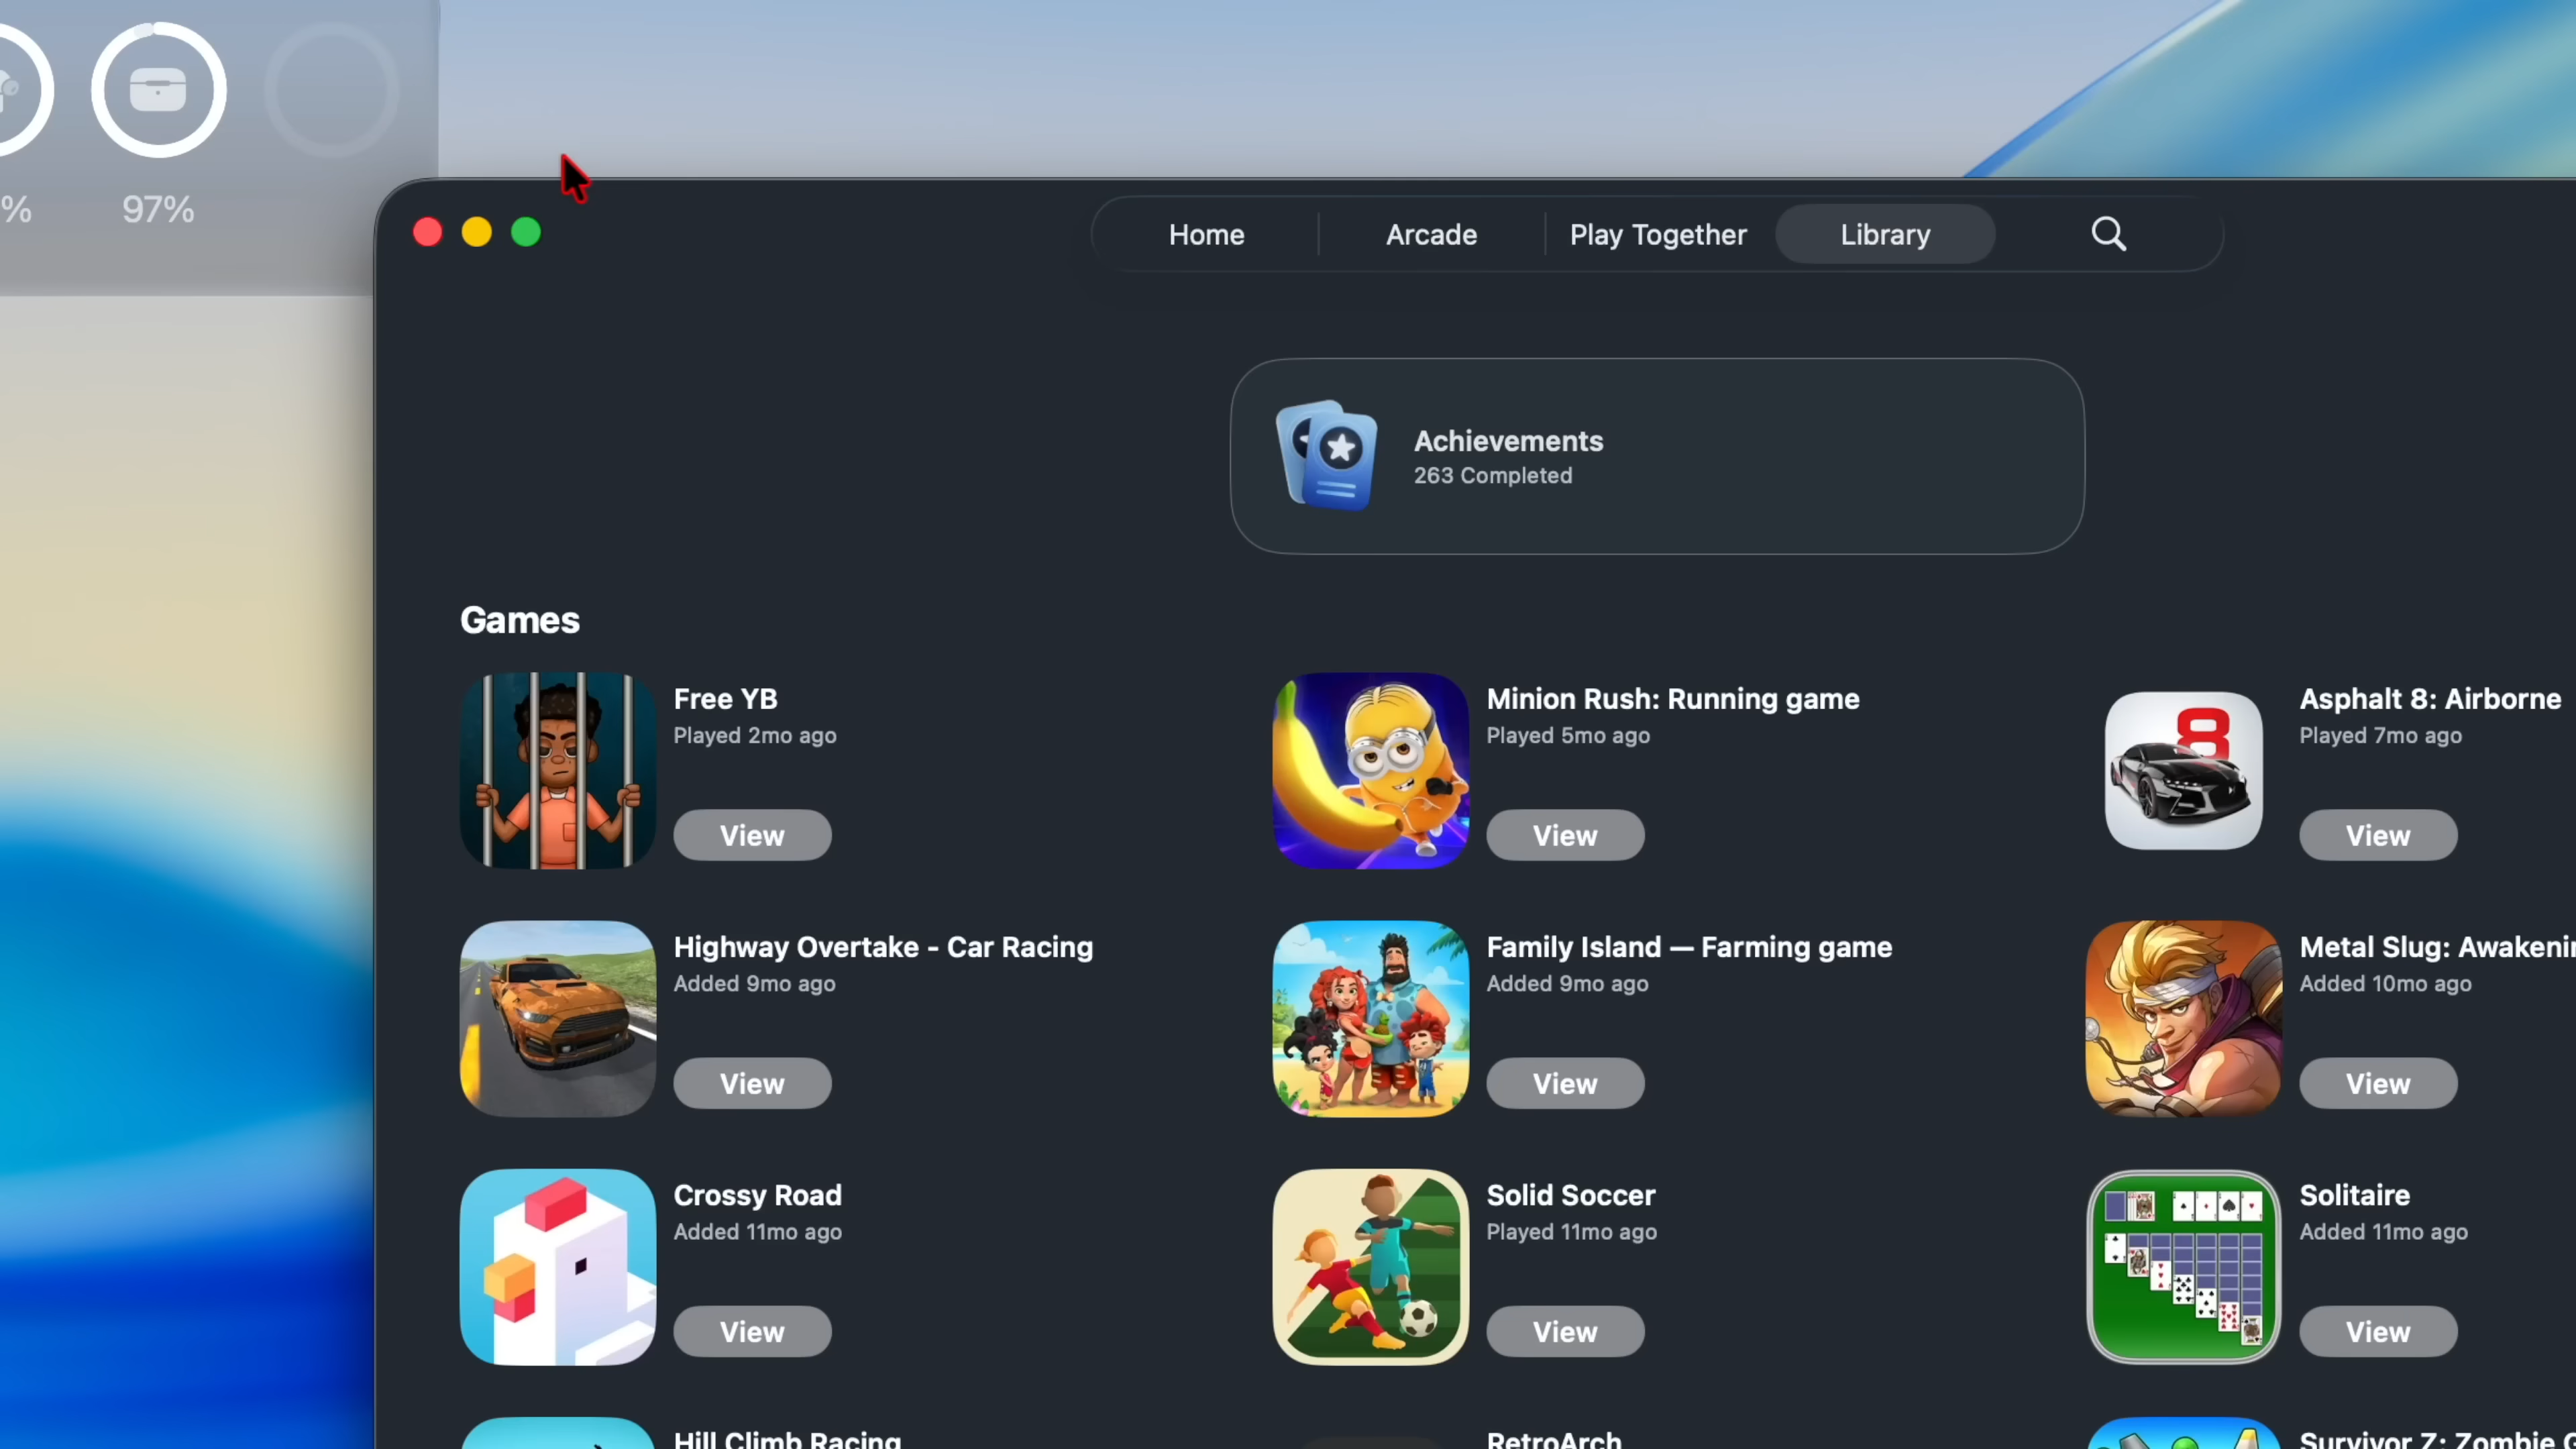 %
97%
Home
Arcade
Play Together
Library
Achievements
263 Completed
Games
Free YB
Played 2mo ago
View
Minion Rush: Running game
Played 5mo ago
View
8
Asphalt 8: Airborne
Played 7mo ago
View
Highway Overtake - Car Racing
Added 9mo ago
View
Family Island — Farming game
Added 9mo ago
View
Metal Slug:
Added 10mo ago
View
Crossy Road
Added 11mo ago
View
Solid Soccer
Played 11mo ago
View
Solitaire
Added 11mo ago
View
Hill Climb Racing
RetroArch
Survivor Z: Zombie